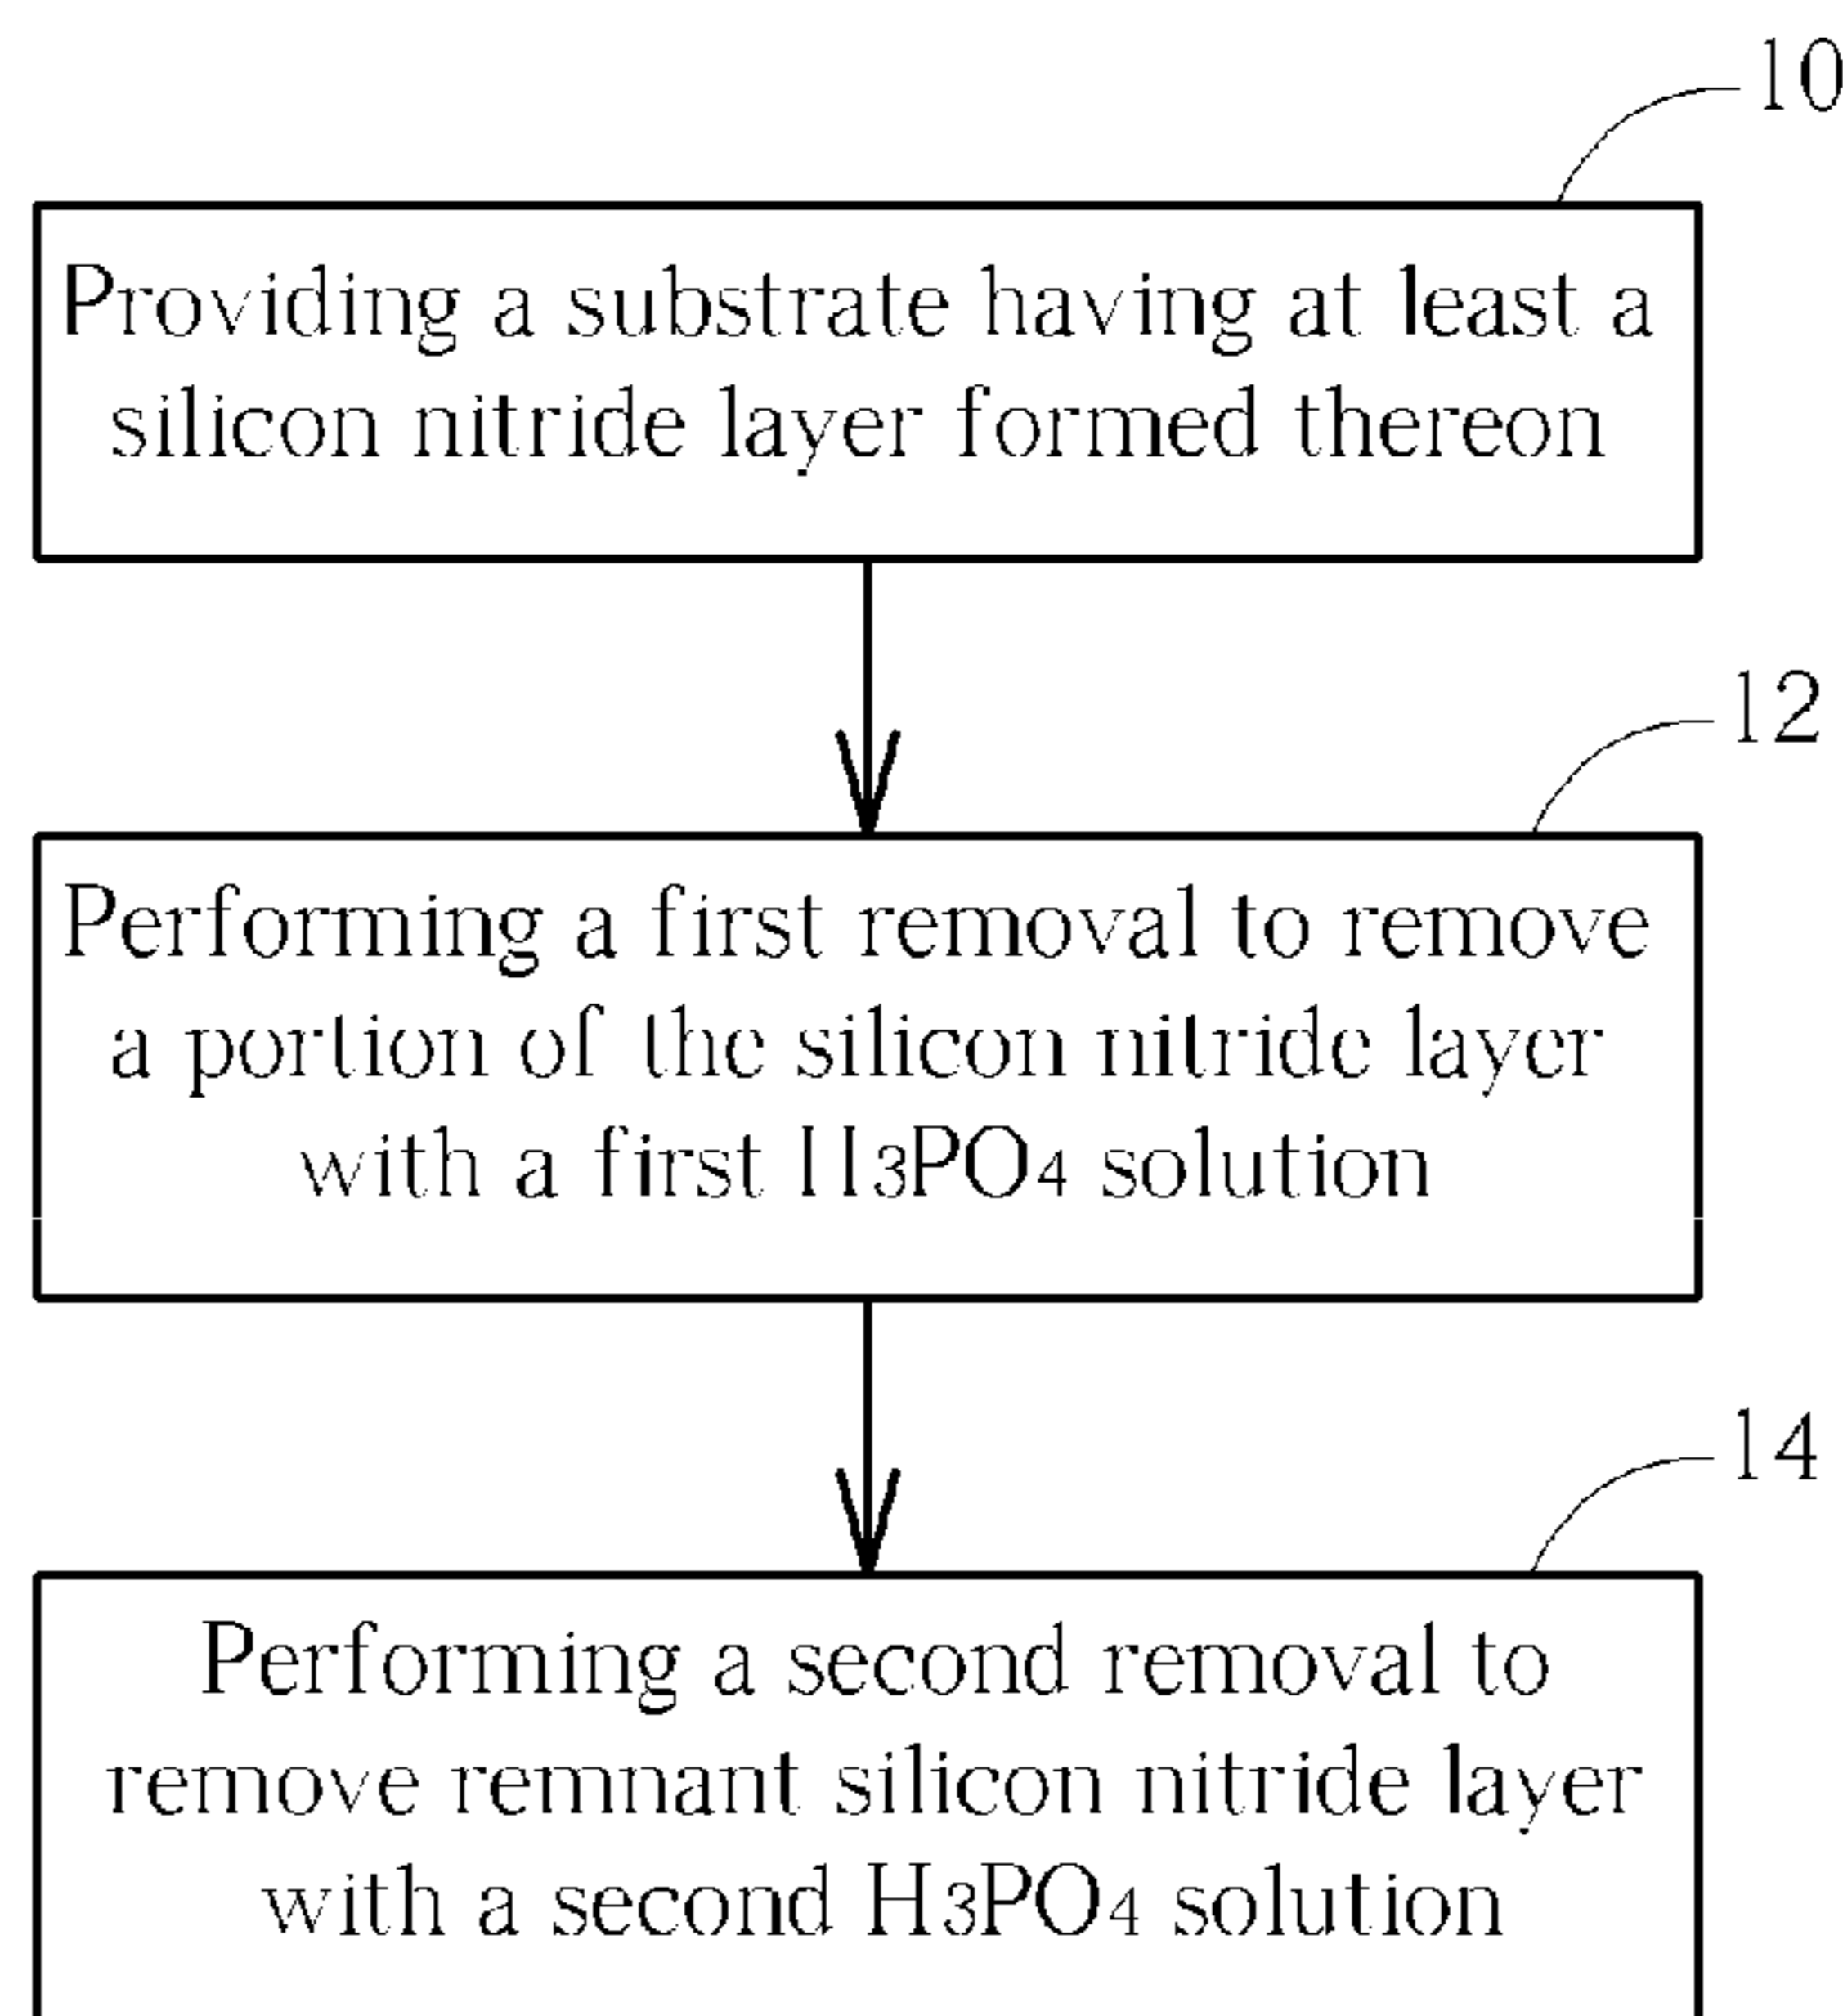 10
Providing a substrate having at least a
silicon nitride layer formed thereon
12
Performing a first removal to remove
a portion of the silicon nitride layer
with a first H₃PO₄ solution
14
Performing a second removal to
remove remnant silicon nitride layer
with a second H₃PO₄ solution